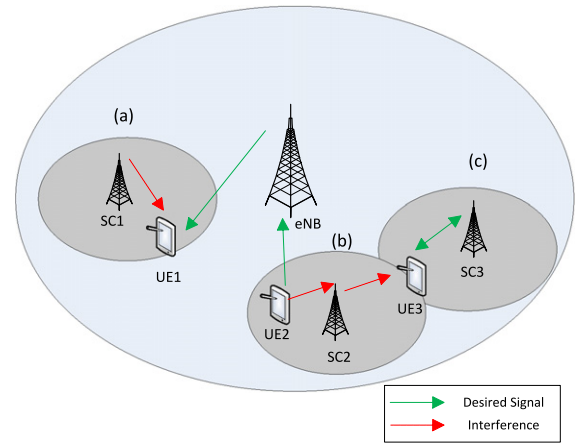 (a)
(c)
SC1
eNB
(b)
UE1
SC3
UE3
UE2
SC2
Desired Signal
Interference